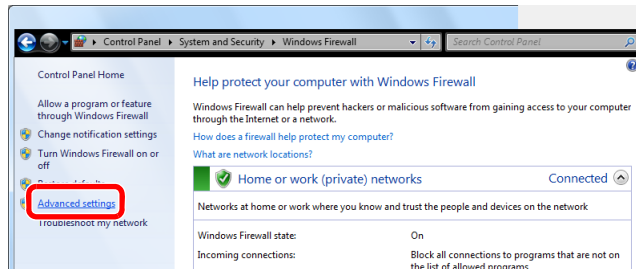 Control Panel ▸ System and Security ▸ Windows Firewall
Search Control Panel
Control Panel Home
Allow a program or feature
through Windows Firewall
Change notification settings
Turn Windows Firewall on or
off
Advanced settings
Troubleshoot my network
Help protect your computer with Windows Firewall
Windows Firewall can help prevent hackers or malicious software from gaining access to your computer
through the Internet or a network.
How does a firewall help protect my computer?
What are network locations?
Home or work (private) networks Connected
Networks at home or work where you know and trust the people and devices on the network
Windows Firewall state: On
Incoming connections: Block all connections to programs that are not on
the list of allowed programs